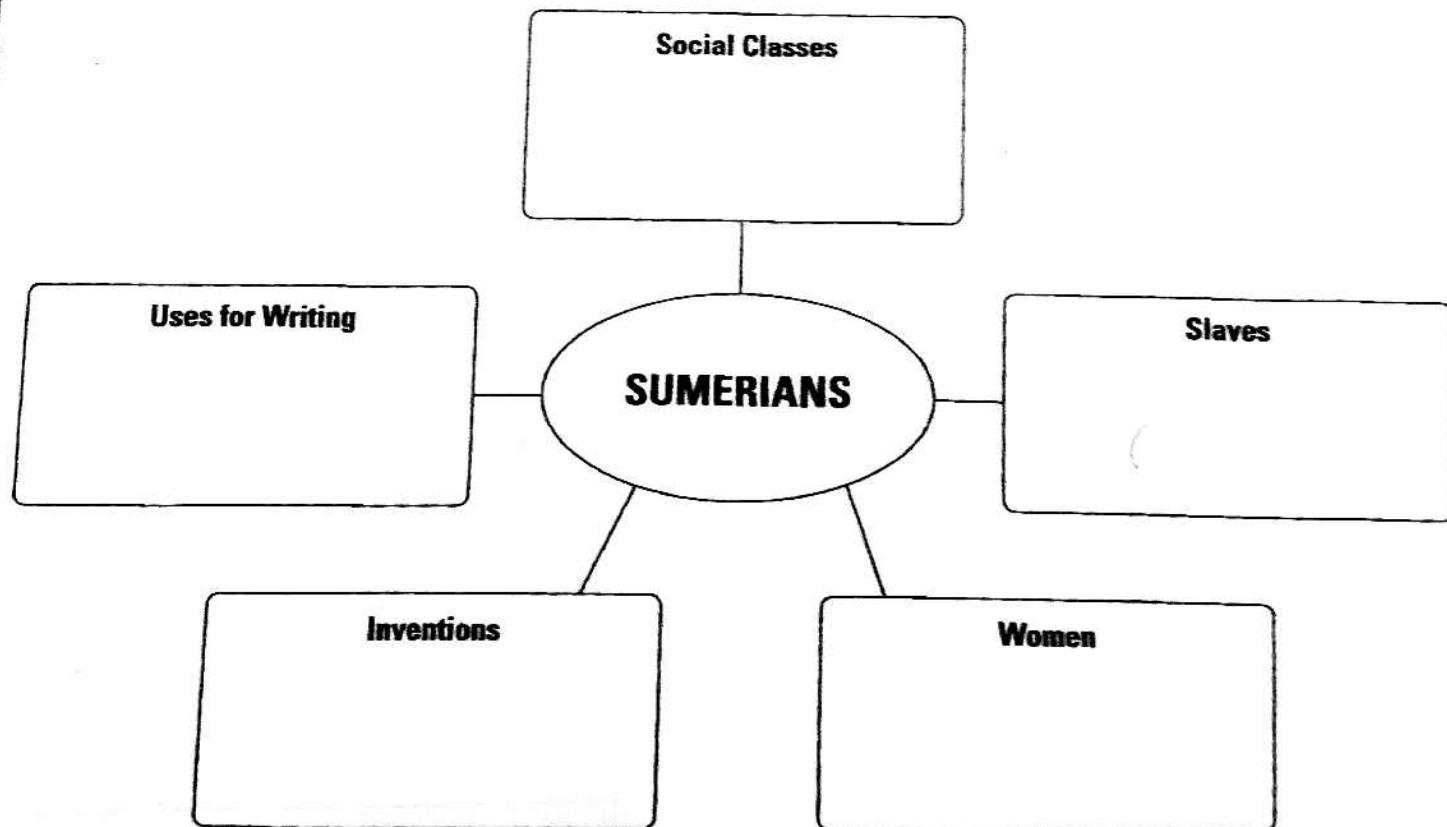 Social Classes
Uses for Writing
Slaves
SUMERIANS
Inventions
Women